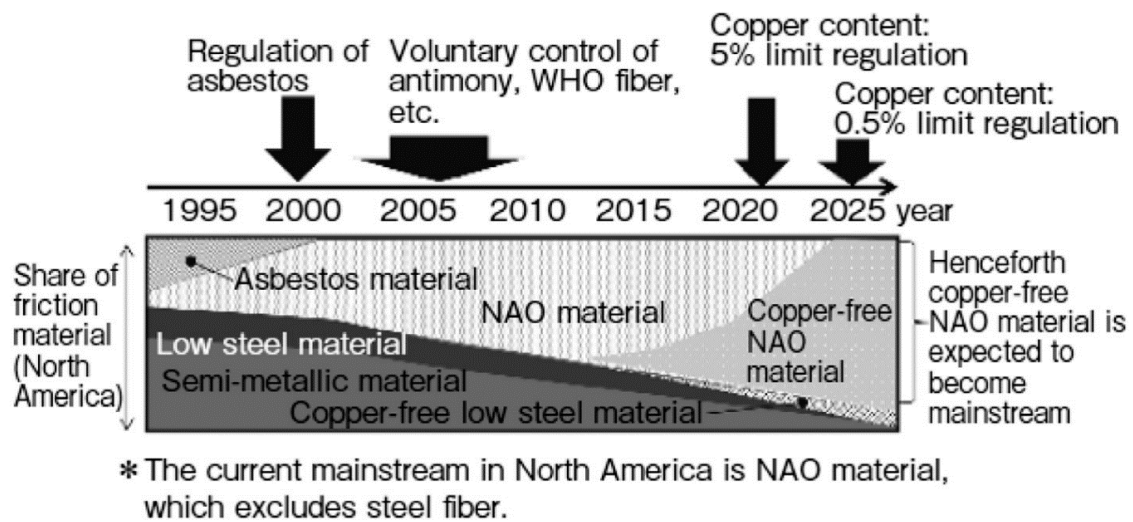 Regulation of
asbestos
Voluntary control of
antimony, WHO fiber,
etc.
Copper content:
5% limit regulation
Copper content:
0.5% limit regulation
1995 2000 2005 2010 2015 2020 2025 year
Share of
friction
material
(North
America)
Asbestos material
NAO material
Low steel material
Semi-metallic material
Copper-free low steel material
Copper-free
NAO
material
Henceforth
copper-free
NAO material is
expected to
become
mainstream
* The current mainstream in North America is NAO material,
which excludes steel fiber.